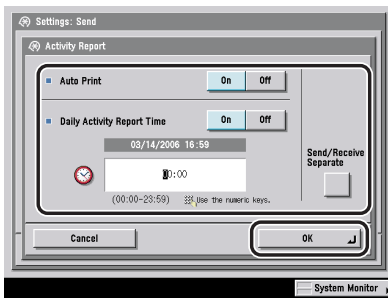 Settings: Send
Activity Report
Auto Print
On Off
Daily Activity Report Time
On Off
03/14/2006 16:59
00:00
(00:00-23:59) Use the numeric keys.
Send/Receive
Separate
Cancel
OK
System Monitor